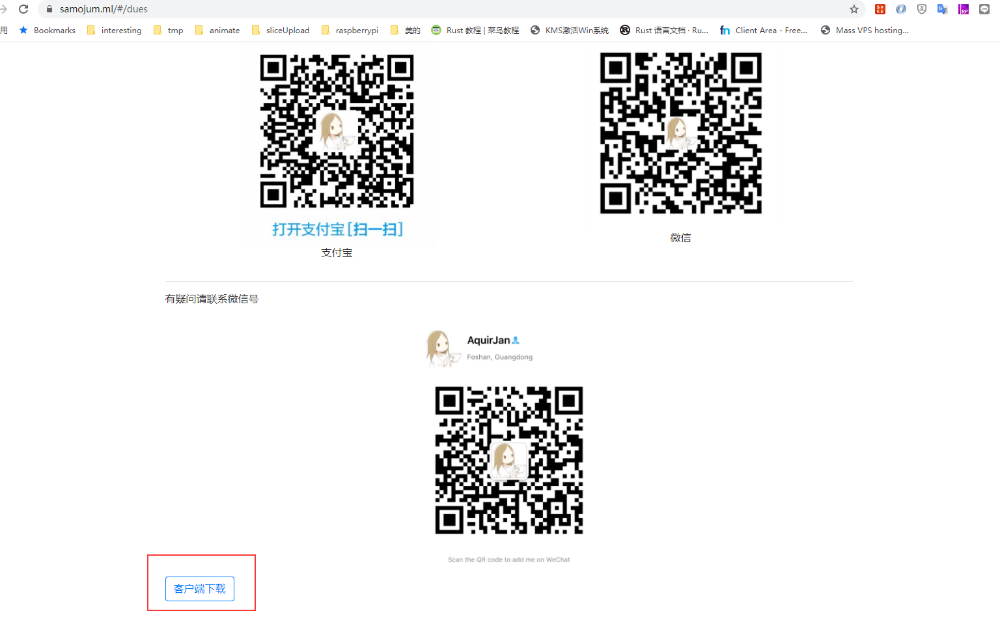 samojum.ml/#/dues
用 Bookmarks interesting tmp animate sliceUpload raspberrypi 美的 Rust 教程 | 菜鸟教程 KMS激活Win系统 Rust 语言文档 · Ru... Client Area - Free... Mass VPS hosting...
打开支付宝[扫一扫]
支付宝
微信
有疑问请联系微信号
AquirJan
Foshan, Guangdong
Scan the QR code to add me on WeChat
客户端下载